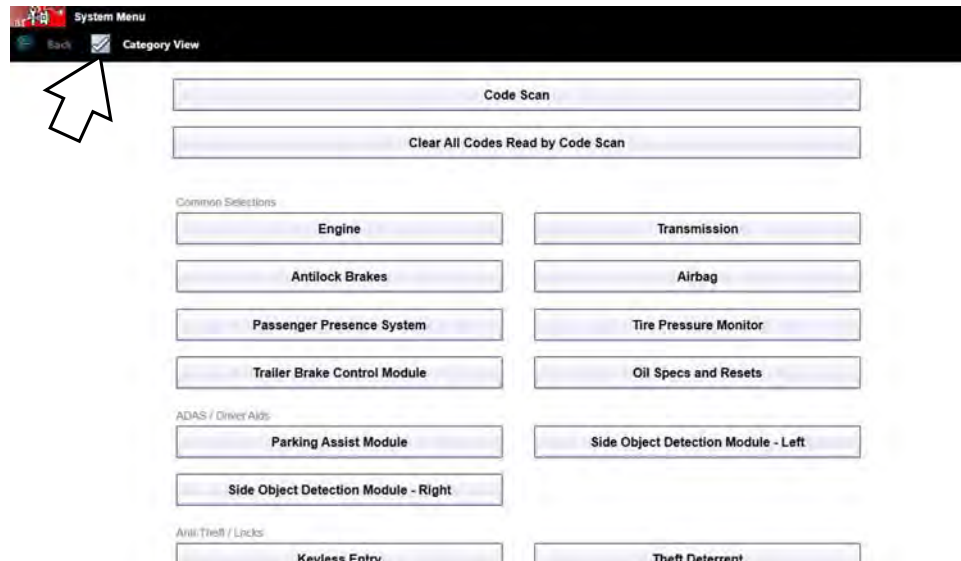 System Menu
Back Category View
Code Scan
Clear All Codes Read by Code Scan
Common Selections
Engine Transmission
Antilock Brakes Airbag
Passenger Presence System Tire Pressure Monitor
Trailer Brake Control Module Oil Specs and Resets
ADAS / Driver Aids
Parking Assist Module Side Object Detection Module - Left
Side Object Detection Module - Right
Anti Theft / Locks
Keyless Entry Theft Deterrent